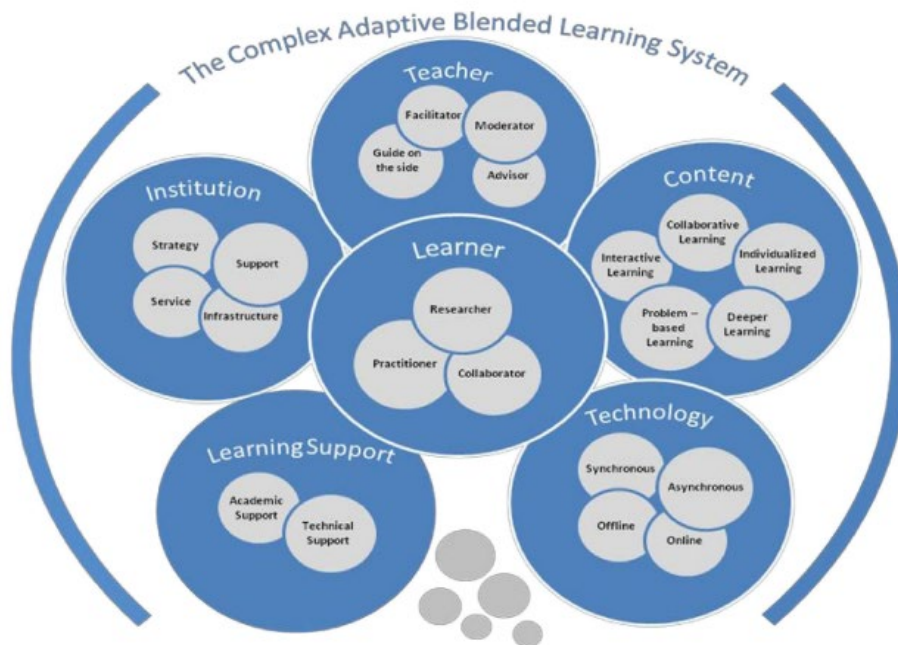 The Complex Adaptive Blended Learning System
Teacher
Facilitator
Moderator
Guide on
the side
Advisor
Institution
Strategy
Support
Service
Infrastructure
Content
Collaborative
Learning
Interactive
Learning
Individualized
Learning
Problem –
based Learning
Deeper
Learning
Learner
Researcher
Practitioner
Collaborator
Learning Support
Academic
Support
Technical
Support
Technology
Synchronous
Asynchronous
Offline
Online